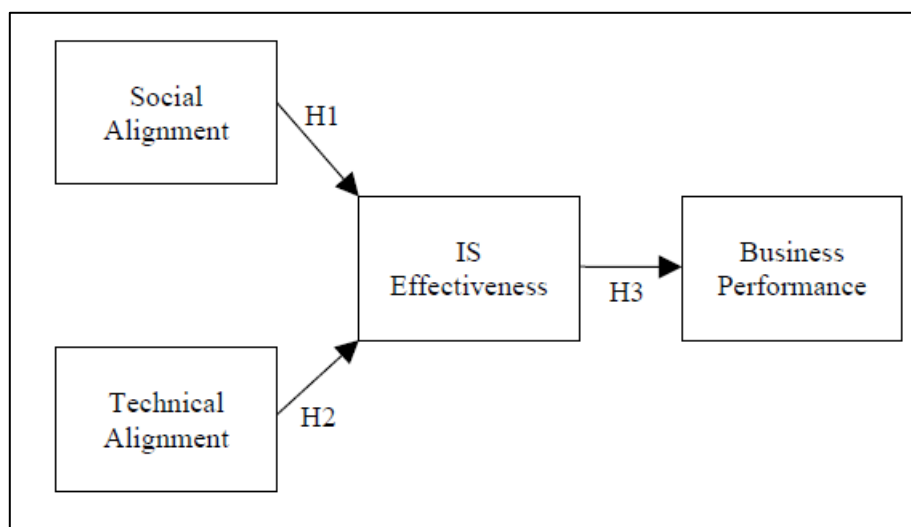 Social
Alignment
H1
IS
Effectiveness
H3
Business
Performance
Technical
Alignment
H2